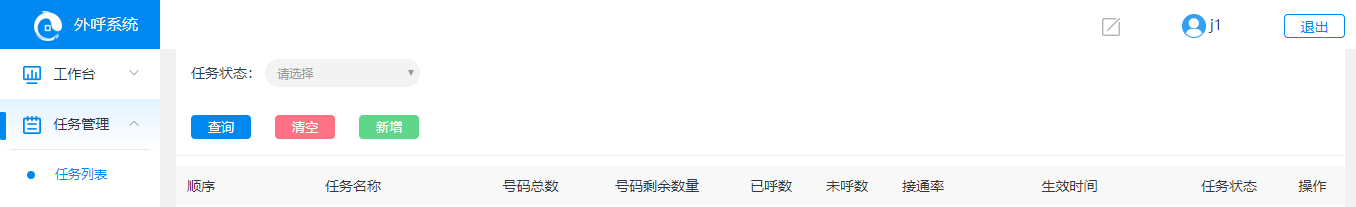 外呼系统
j1
退出
工作台
任务管理
任务列表
任务状态：
请选择
查询
清空
新增
顺序 任务名称 号码总数 号码剩余数量 已呼数 未呼数 接通率 生效时间 任务状态 操作